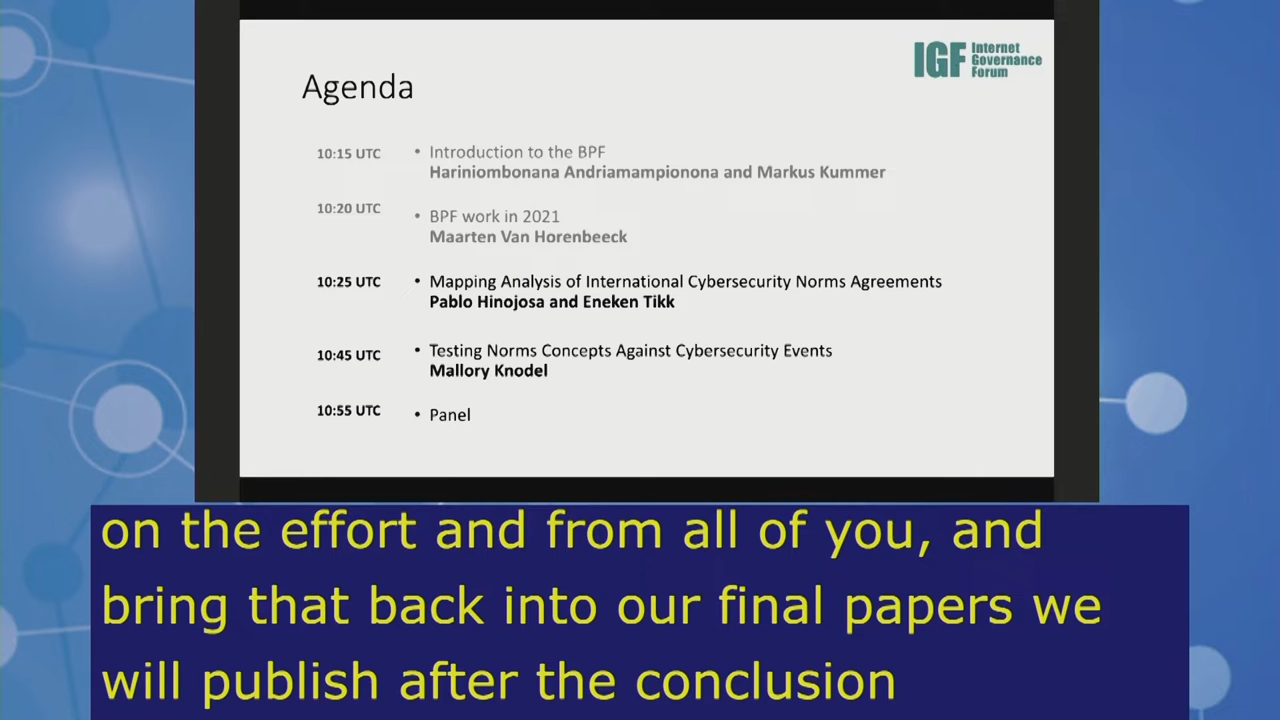 IGF Internet
Governance
Forum
Agenda
10:15 UTC • Introduction to the BPF
Hariniombonana Andriamampionona and Markus Kummer
10:20 UTC • BPF work in 2021
Maarten Van Horenbeeck
10:25 UTC • Mapping Analysis of International Cybersecurity Norms Agreements
Pablo Hinojosa and Eneken Tikk
10:45 UTC • Testing Norms Concepts Against Cybersecurity Events
Mallory Knodel
10:55 UTC • Panel
on the effort and from all of you, and
bring that back into our final papers we
will publish after the conclusion